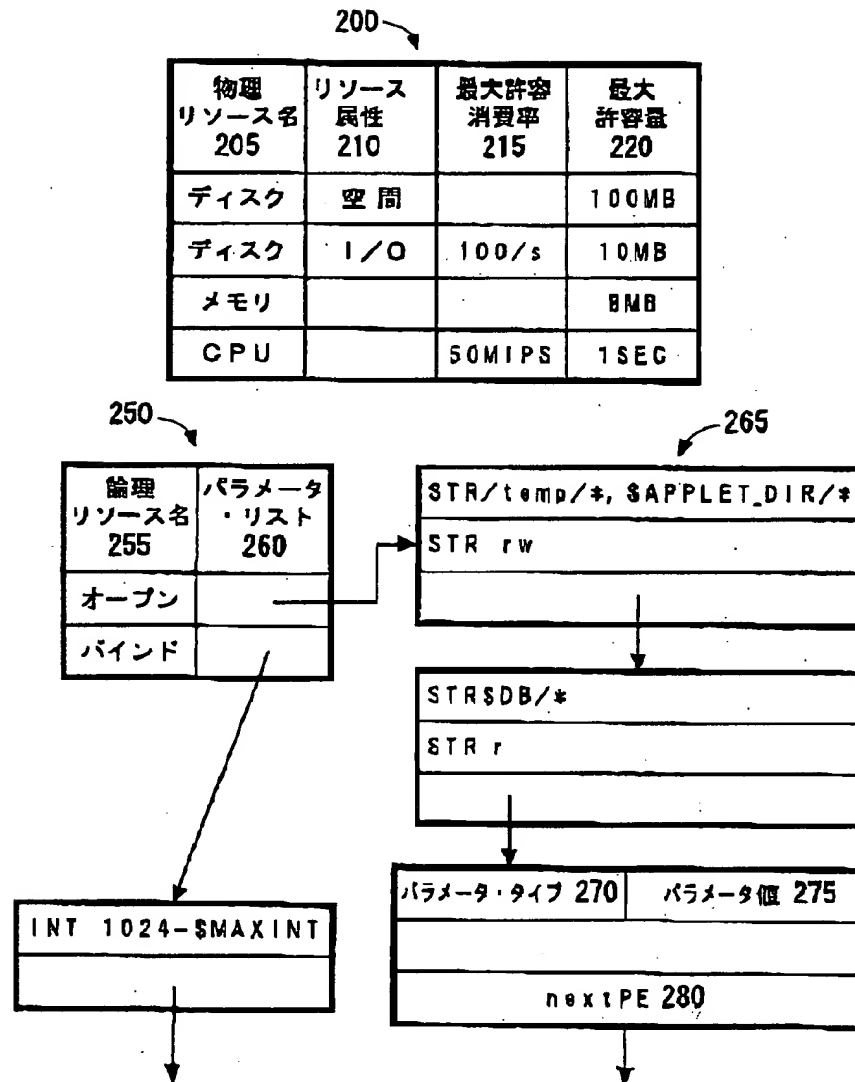 200
物理
リソース名
205
リソース
属性
210
最大許容
消費率
215
最大
許容量
220
ディスク 空間 100MB
ディスク I/O 100/s 10MB
メモリ 8MB
CPU 50MIPS 1SEC
250
265
論理
リソース名
255
パラメータ
・リスト
260
オープン
バインド
STR/temp/*, $APPLET_DIR/*
STR rw
STR$DB/*
STR r
INT 1024-$MAXINT
パラメータ・タイプ 270 パラメータ値 275
nextPE 280